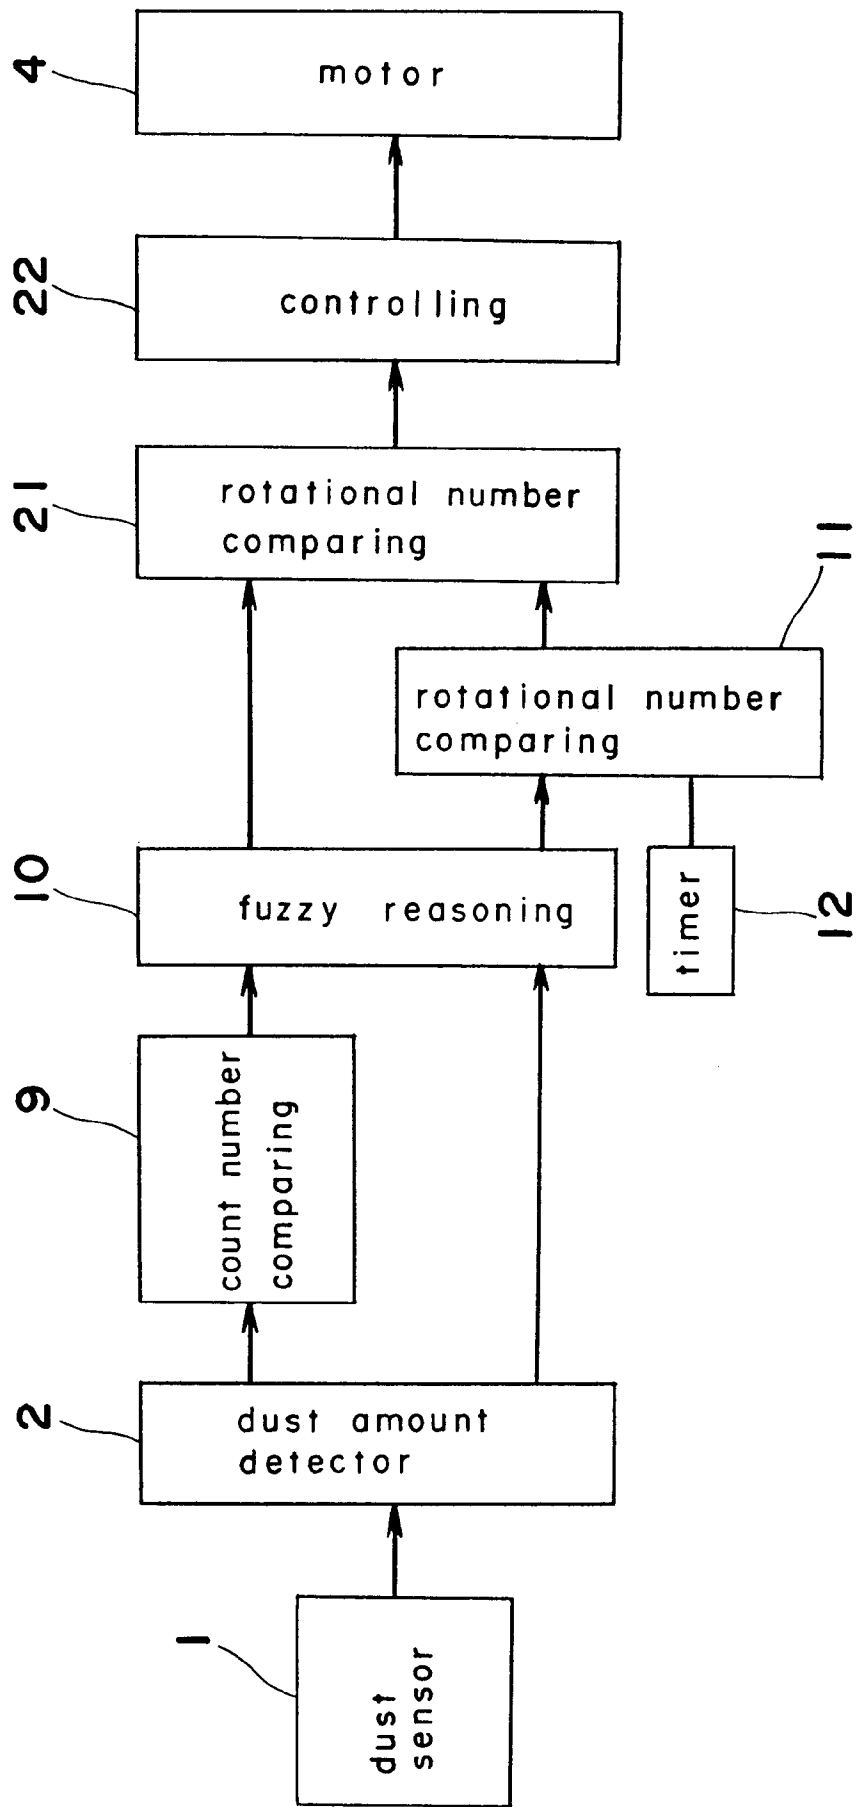 4
motor
22
controlling
21
rotational number
comparing
11
rotational number
comparing
10
fuzzy reasoning
timer
12
9
count number
comparing
2
dust amount
detector
1
dust
sensor